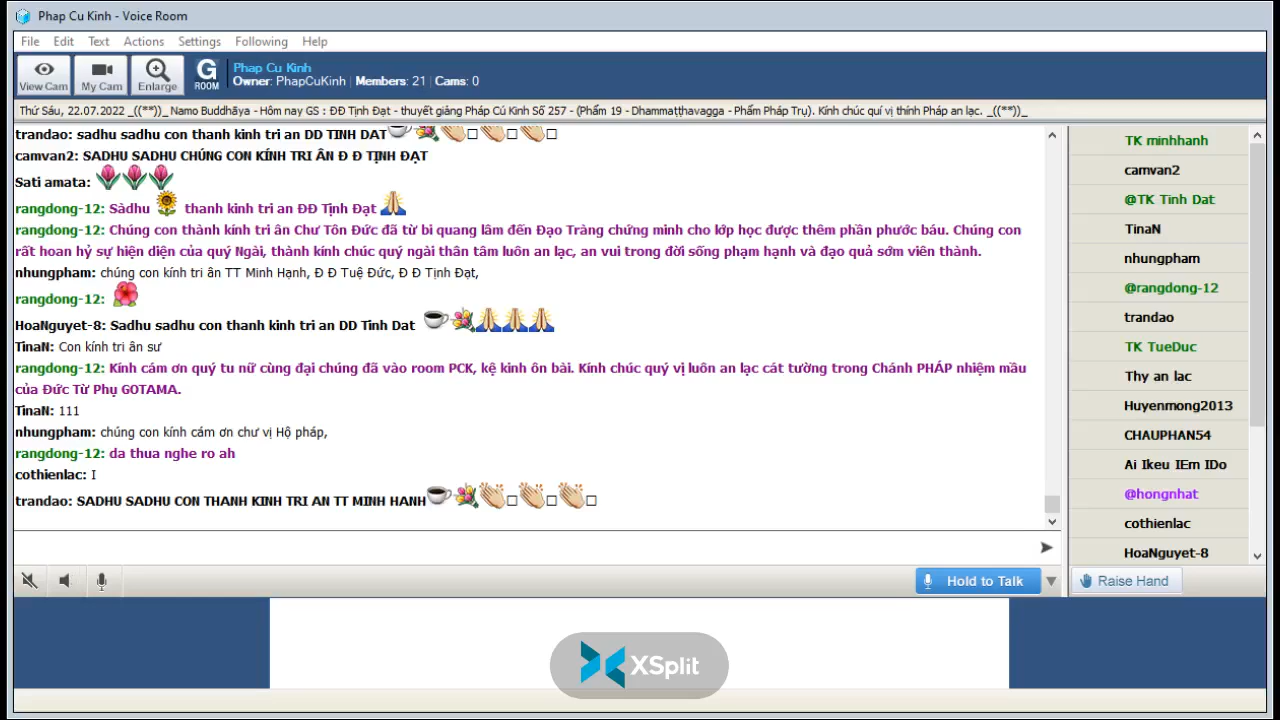 Phap Cu Kinh - Voice Room
File Edit Text Actions Settings Following Help
View Cam My Cam Enlarge G ROOM
Phap Cu Kinh
Owner: PhapCuKinh Members: 21 Cams: 0
Thứ Sáu, 22.07.2022 _((**))_ Namo Buddhāya - Hôm nay GS : ĐĐ Tịnh Đạt - thuyết giảng Pháp Cú Kinh Số 257 - (Phẩm 19 - Dhammaṭṭhavagga - Phẩm Pháp Trụ). Kính chúc quí vị thính Pháp an lạc. _((**))_
trandao: sadhu sadhu con thanh kinh tri an DD TINH DAT
camvan2: SADHU SADHU CHÚNG CON KÍNH TRI ÂN Đ Đ TỊNH ĐẠT
Sati amata:
rangdong-12: Sàdhu thanh kinh tri an ĐĐ Tịnh Đạt
rangdong-12: Chúng con thành kính tri ân Chư Tôn Đức đã từ bi quang lâm đến Đạo Tràng chứng minh cho lớp học được thêm phần phước báu. Chúng con
rất hoan hỷ sự hiện diện của quý Ngài, thành kính chúc quý ngài thân tâm luôn an lạc, an vui trong đời sống phạm hạnh và đạo quả sớm viên thành.
nhungpham: chúng con kính tri ân TT Minh Hạnh, Đ Đ Tuệ Đức, Đ Đ Tịnh Đạt,
rangdong-12:
HoaNguyet-8: Sadhu sadhu con thanh kinh tri an DD Tinh Dat
TinaN: Con kính tri ân sư
rangdong-12: Kính cám ơn quý tu nữ cùng đại chúng đã vào room PCK, kệ kinh ôn bài. Kính chúc quý vị luôn an lạc cát tường trong Chánh PHÁP nhiệm mầu
của Đức Từ Phụ GOTAMA.
TinaN: 111
nhungpham: chúng con kính cám ơn chư vị Hộ pháp,
rangdong-12: da thua nghe ro ah
cothienlac: I
trandao: SADHU SADHU CON THANH KINH TRI AN TT MINH HANH
TK minhhanh
camvan2
@TK Tinh Dat
TinaN
nhungpham
@rangdong-12
trandao
TK TueDuc
Thy an lac
Huyenmong2013
CHAUPHAN54
Ai Ikeu IEm IDo
@hongnhat
cothienlac
HoaNguyet-8
Hold to Talk
Raise Hand
XSplit